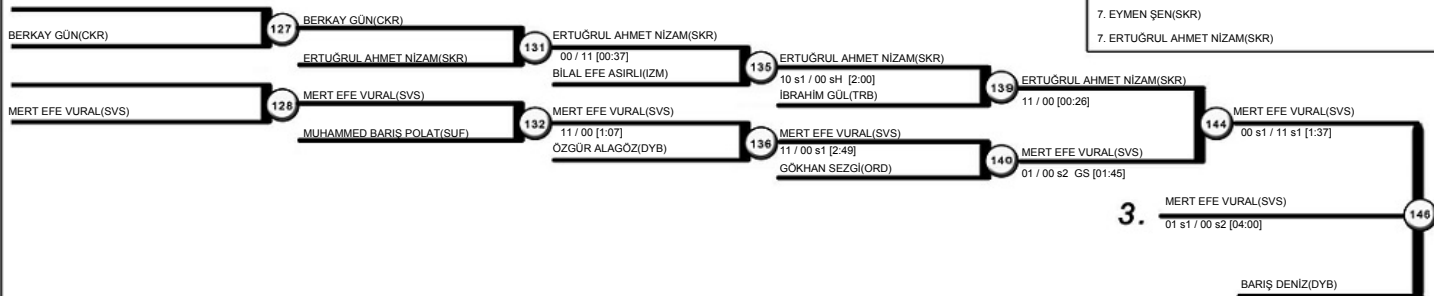 7. EYMEN ŞEN(SKR)
7. ERTUĞRUL AHMET NİZAM(SKR)
BERKAY GÜN(CKR)
127
BERKAY GÜN(CKR)
ERTUĞRUL AHMET NİZAM(SKR)
131
ERTUĞRUL AHMET NİZAM(SKR)
00 / 11 [00:37]
BİLAL EFE ASIRLI(IZM)
135
ERTUĞRUL AHMET NİZAM(SKR)
10 s1 / 00 sH [2:00]
İBRAHİM GÜL(TRB)
139
ERTUĞRUL AHMET NİZAM(SKR)
11 / 00 [00:26]
MERT EFE VURAL(SVS)
128
MERT EFE VURAL(SVS)
MUHAMMED BARIŞ POLAT(SUF)
132
MERT EFE VURAL(SVS)
11 / 00 [1:07]
ÖZGÜR ALAGÖZ(DYB)
136
MERT EFE VURAL(SVS)
11 / 00 s1 [2:49]
GÖKHAN SEZGİ(ORD)
140
MERT EFE VURAL(SVS)
01 / 00 s2 GS [01:45]
144
MERT EFE VURAL(SVS)
00 s1 / 11 s1 [1:37]
3.
MERT EFE VURAL(SVS)
01 s1 / 00 s2 [04:00]
146
BARIŞ DENİZ(DYB)